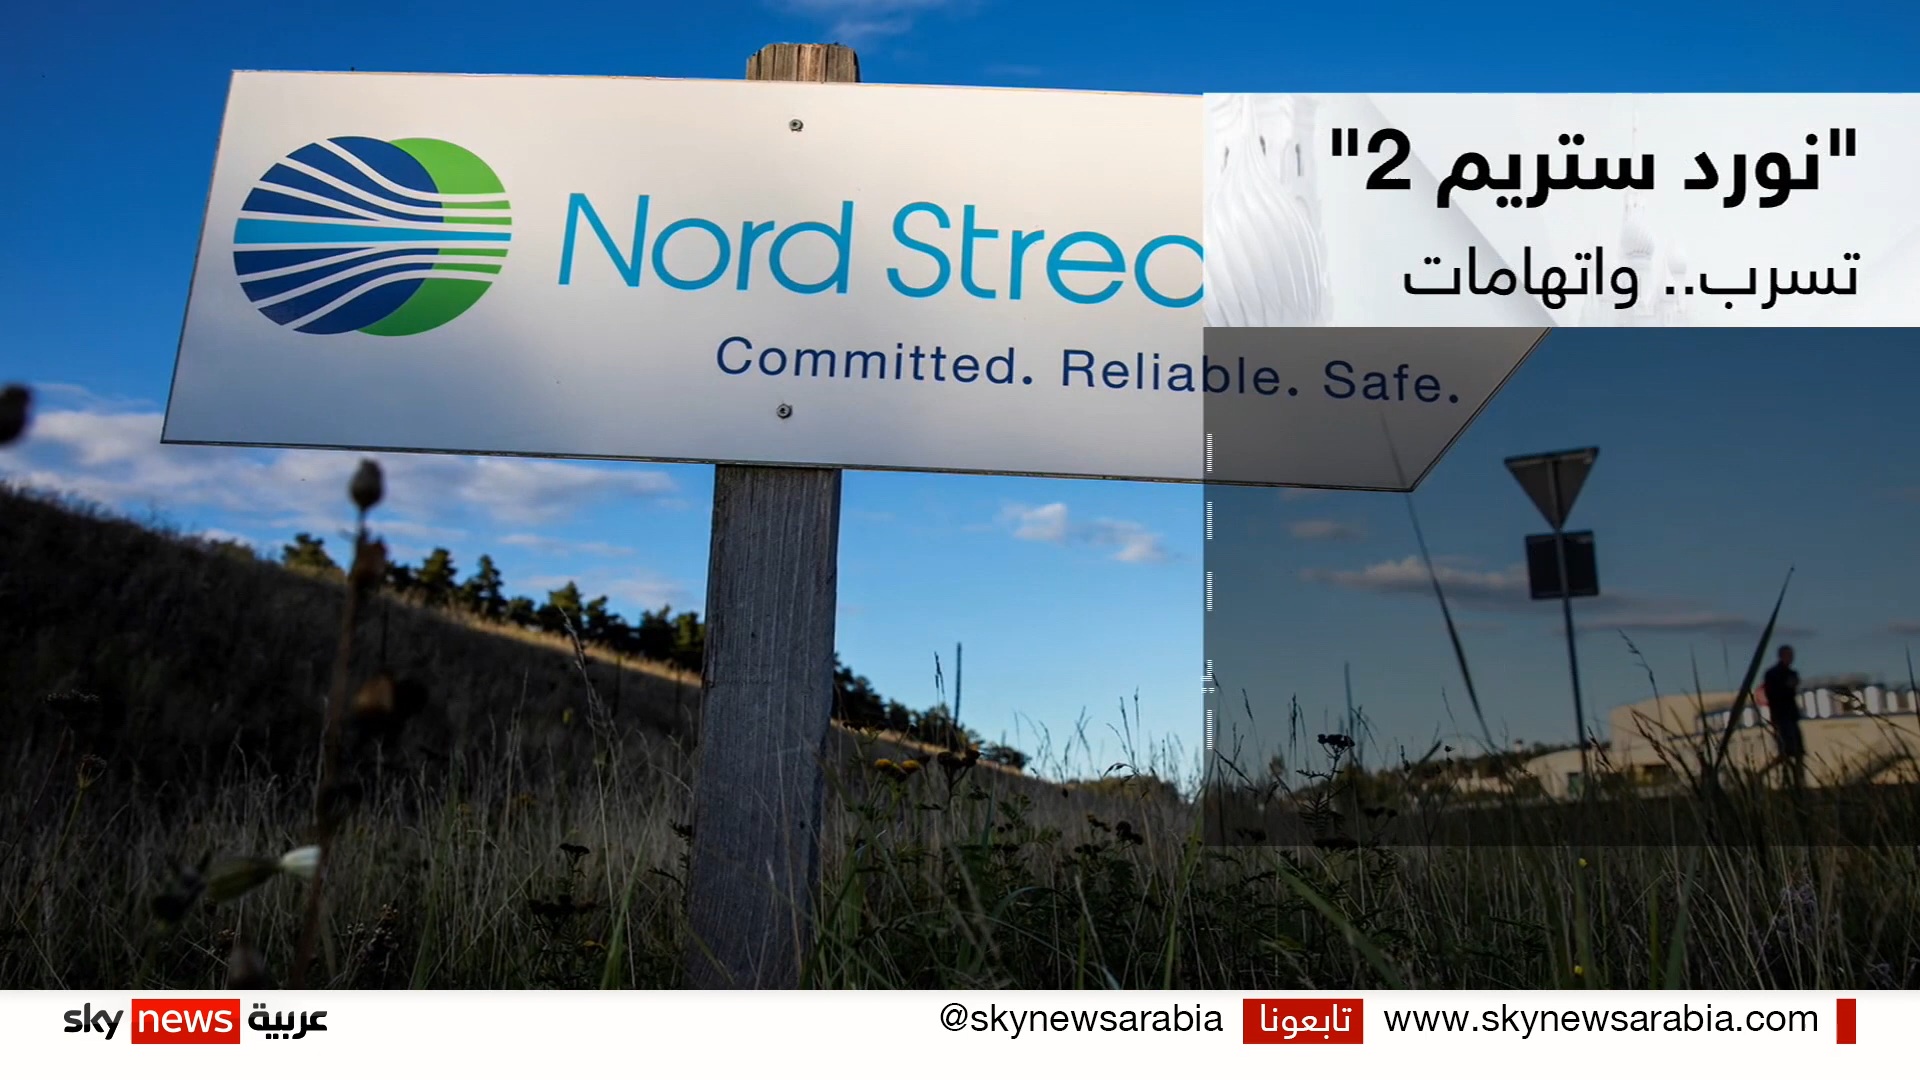 "نورد ستريم 2"
تسرب.. واتهامات
Nord Strea
Committed. Reliable. Safe.
sky news عربية
@skynewsarabia تابعونا www.skynewsarabia.com